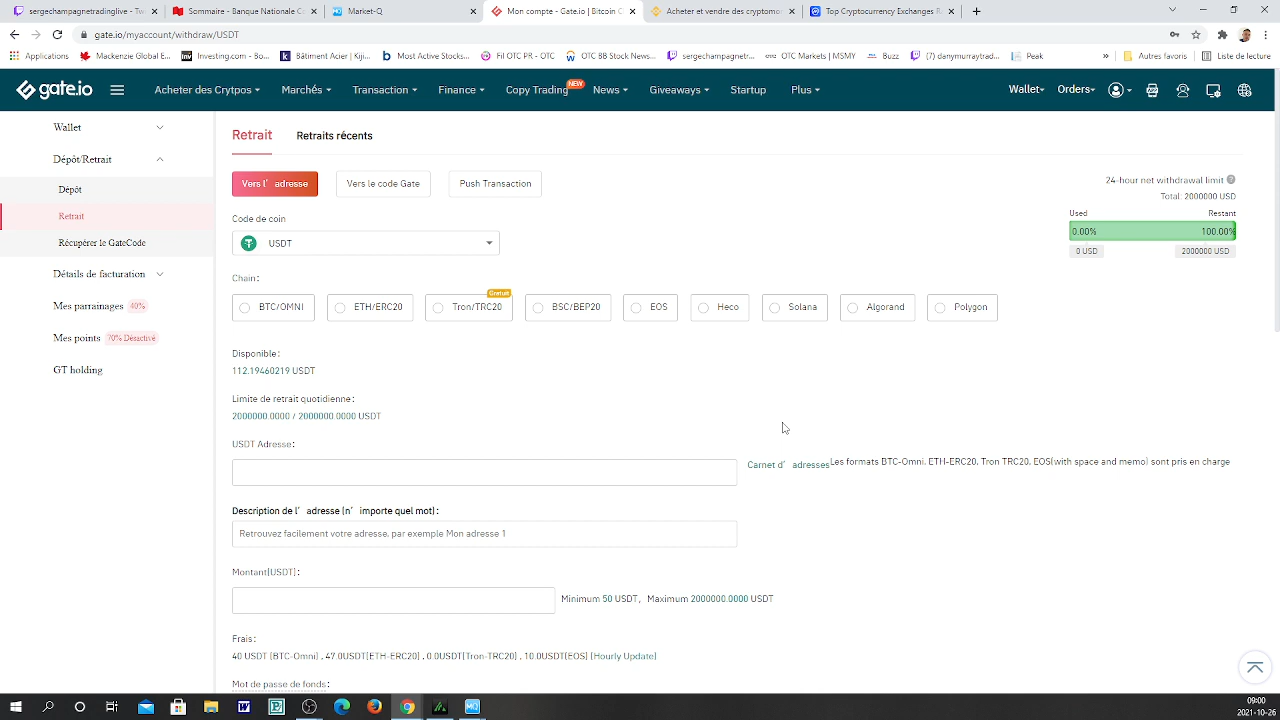 sergechampagnetradinglive - Tw
Sommaire - Banque Nationale C
Market-Q
Mon compte - Gate.io | Bitcoin C
Acheter et vendre des cryptomon
Top Cryptocurrency Exchanges R
gate.io/myaccount/withdraw/USDT
Applications
Mackenzie Global E...
Investing.com - Bo...
Bâtiment Acier | Kiji...
Most Active Stocks...
Fil OTC PR - OTC
OTC BB Stock News...
sergechampagnetr...
OTC Markets | MSMY
Buzz
(7) danymurraytrad...
Peak
»
Autres favoris
Liste de lecture
gate.io
Acheter des Crytpos
Marchés
Transaction
Finance
Copy Trading
NEW
News
Giveaways
Startup
Plus
Wallet
Orders
Wallet
Dépôt/Retrait
Dépôt
Retrait
Récupérer le GateCode
Détails de facturation
Mes parrainages 40%
Mes points 70% Désactivé
GT holding
Retrait
Retraits récents
Vers l’adresse
Vers le code Gate
Push Transaction
24-hour net withdrawal limit ?
Total: 2000000 USD
Used Restant
0.00% 100.00%
0 USD 2000000 USD
Code de coin
USDT
Chain:
Gratuit
BTC/OMNI ETH/ERC20 Tron/TRC20 BSC/BEP20 EOS Heco Solana Algorand Polygon
Disponible:
112.19460219 USDT
Limite de retrait quotidienne:
2000000.0000 / 2000000.0000 USDT
USDT Adresse:
Carnet d’adresses Les formats BTC-Omni, ETH-ERC20, Tron TRC20, EOS(with space and memo) sont pris en charge
Description de l’adresse (n’importe quel mot):
Retrouvez facilement votre adresse, par exemple Mon adresse 1
Montant(USDT):
Minimum 50 USDT, Maximum 2000000.0000 USDT
Frais:
40 USDT (BTC-Omni) , 47.0USDT(ETH-ERC20) , 0.0USDT(Tron-TRC20) , 10.0USDT(EOS) (Hourly Update)
Mot de passe de fonds:
09:00
2021-10-26